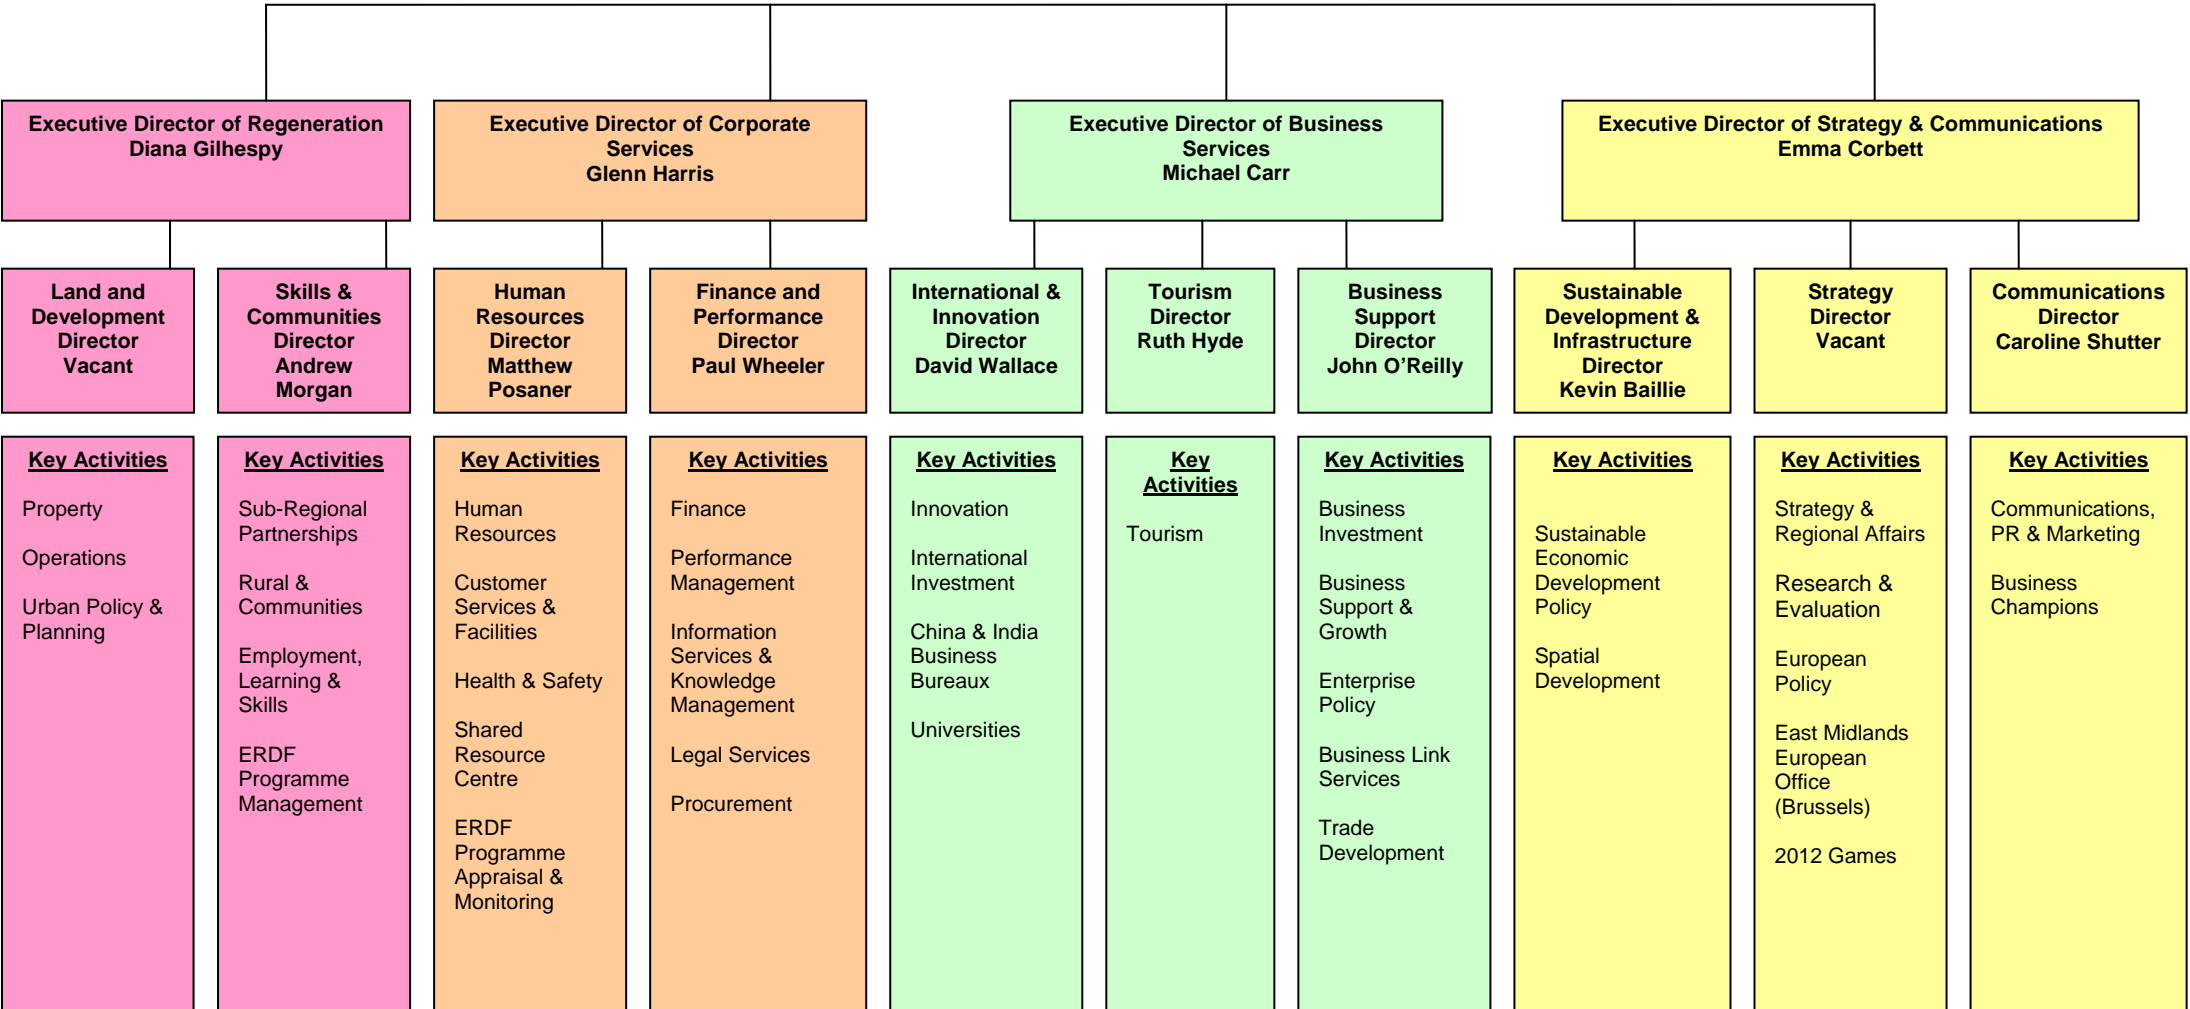 Executive Director of Regeneration
Diana Gilhespy
Executive Director of Corporate
Services
Glenn Harris
Executive Director of Business
Services
Michael Carr
Executive Director of Strategy & Communications
Emma Corbett
Land and
Development
Director
Vacant
Skills &
Communities
Director
Andrew
Morgan
Human
Resources
Director
Matthew
Posaner
Finance and
Performance
Director
Paul Wheeler
International &
Innovation
Director
David Wallace
Tourism
Director
Ruth Hyde
Business
Support
Director
John O’Reilly
Sustainable
Development &
Infrastructure
Director
Kevin Baillie
Strategy
Director
Vacant
Communications
Director
Caroline Shutter
Key Activities
Property
Operations
Urban Policy &
Planning
Key Activities
Sub-Regional
Partnerships
Rural &
Communities
Employment,
Learning &
Skills
ERDF
Programme
Management
Key Activities
Human
Resources
Customer
Services &
Facilities
Health & Safety
Shared
Resource
Centre
ERDF
Programme
Appraisal &
Monitoring
Key Activities
Finance
Performance
Management
Information
Services &
Knowledge
Management
Legal Services
Procurement
Key Activities
Innovation
International
Investment
China & India
Business
Bureaux
Universities
Key
Activities
Tourism
Key Activities
Business
Investment
Business
Support &
Growth
Enterprise
Policy
Business Link
Services
Trade
Development
Key Activities
Sustainable
Economic
Development
Policy
Spatial
Development
Key Activities
Strategy &
Regional Affairs
Research &
Evaluation
European
Policy
East Midlands
European
Office
(Brussels)
2012 Games
Key Activities
Communications,
PR & Marketing
Business
Champions